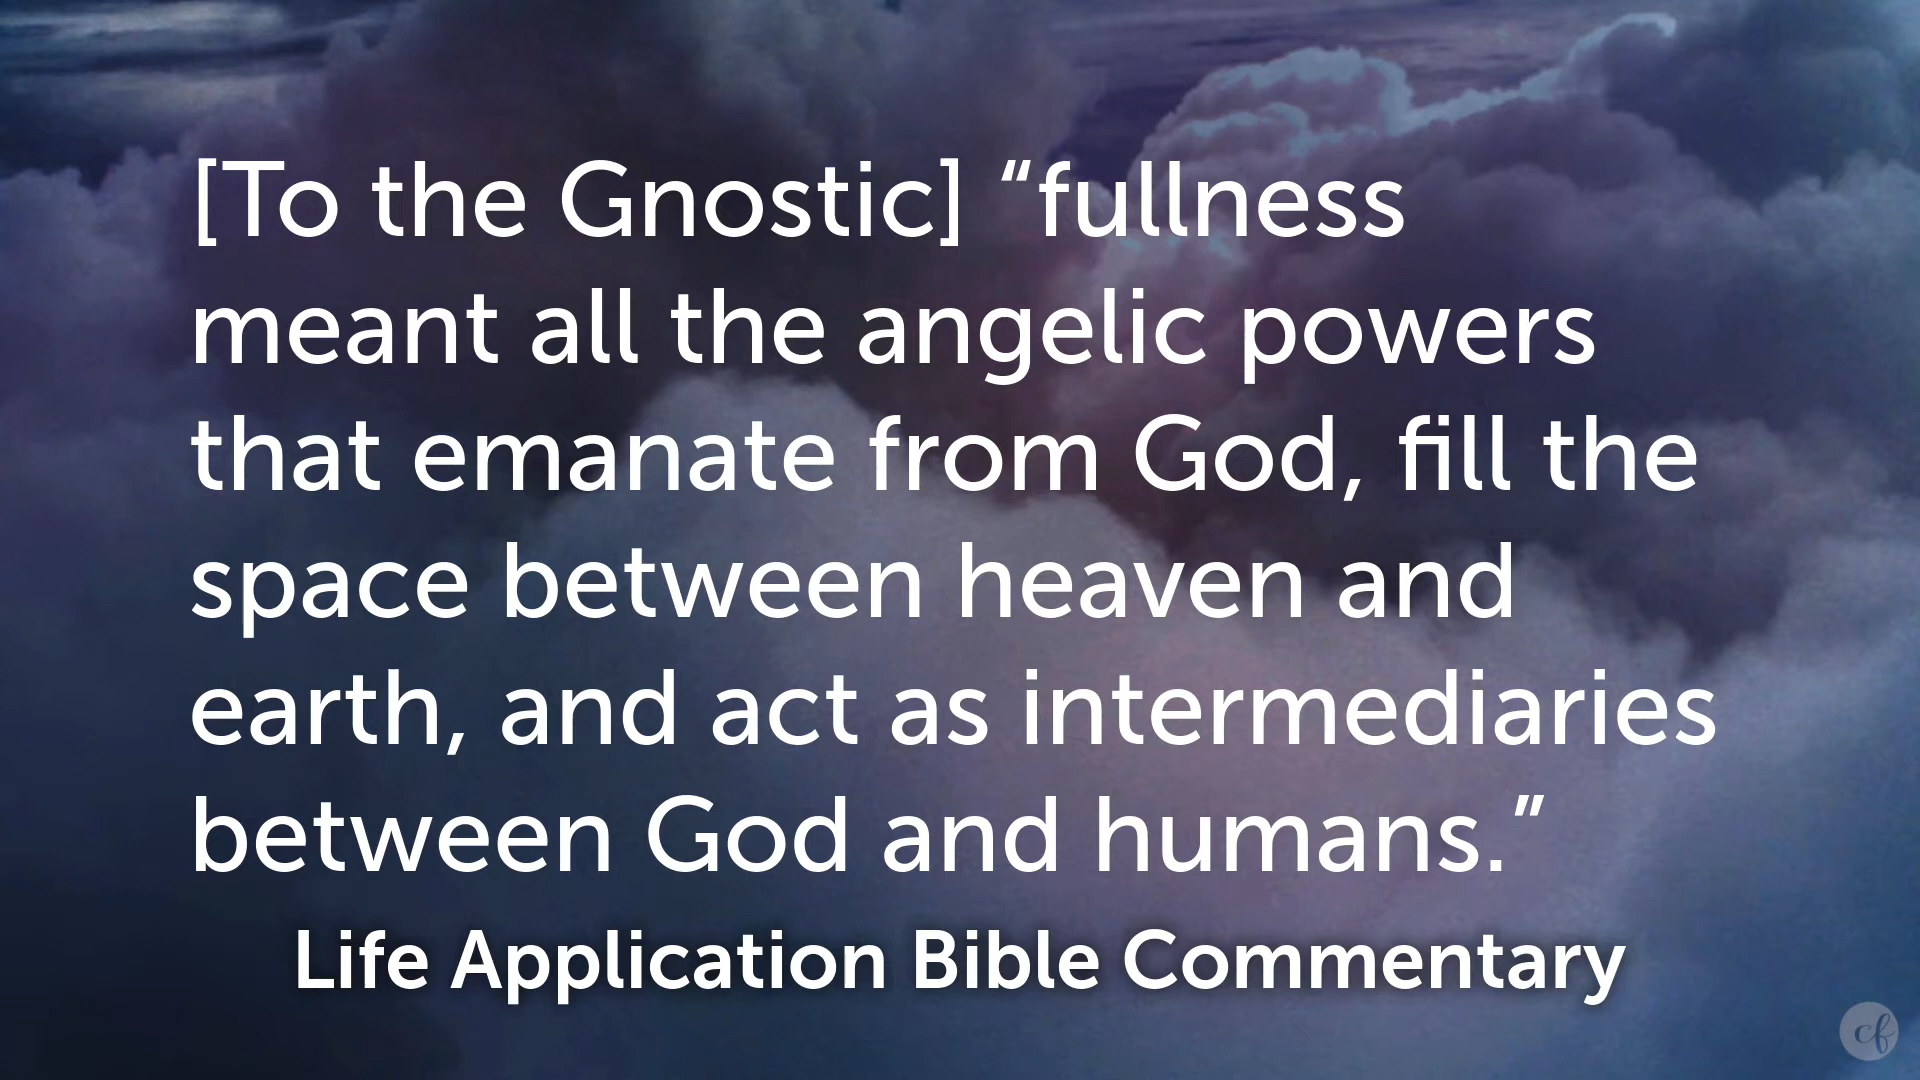 [To the Gnostic] “fullness
meant all the angelic powers
that emanate from God, fill the
space between heaven and
earth, and act as intermediaries
between God and humans.”
Life Application Bible Commentary
cf